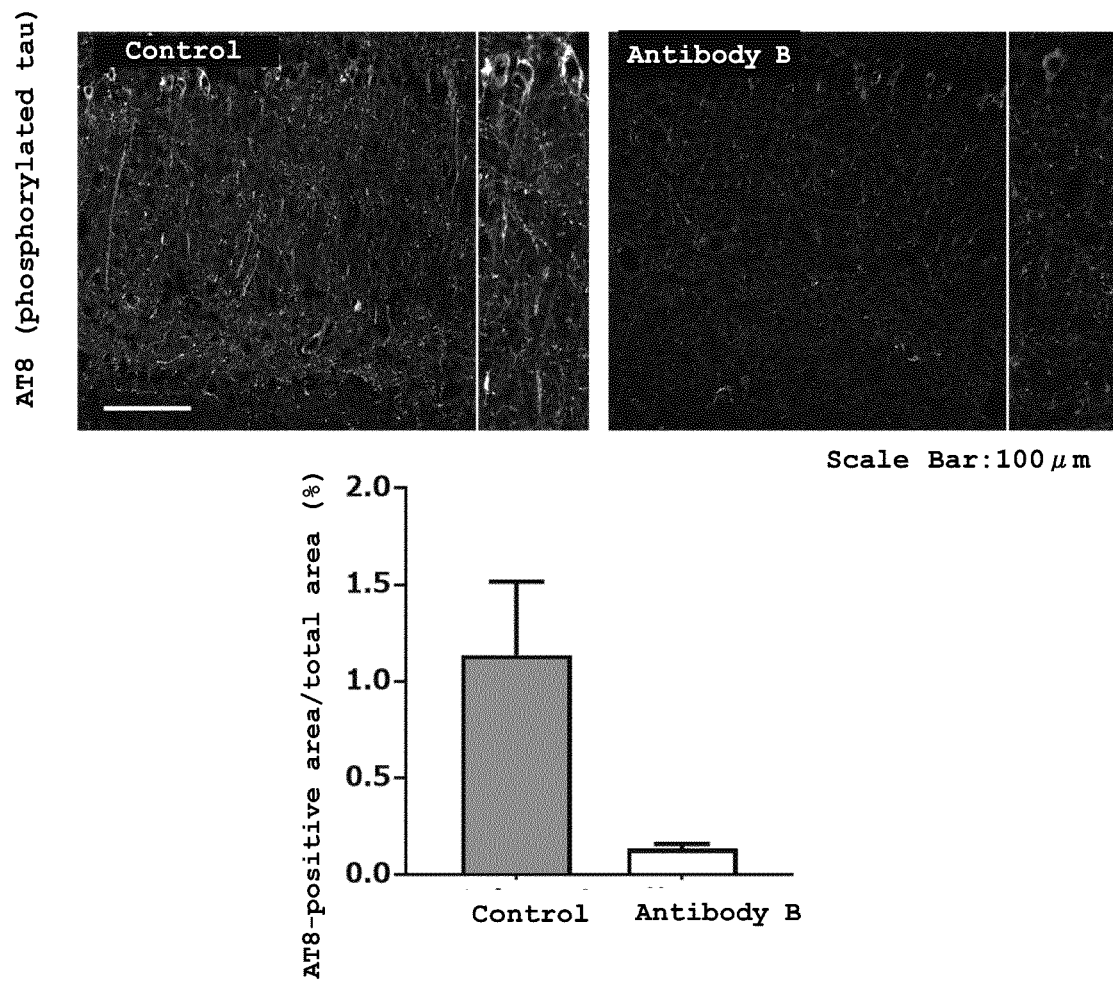 AT8 (phosphorylated tau)
Control
Antibody B
Scale Bar:100μm
AT8-positive area/total area (%)
2.0
1.5
1.0
0.5
0.0
Control
Antibody B